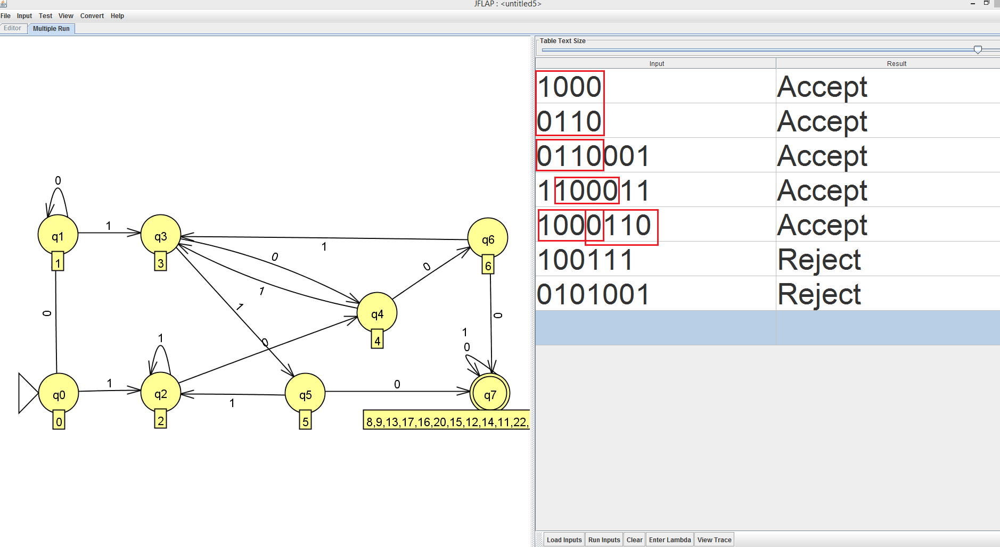 JFLAP : <untitled5>
File Input Test View Convert Help
Editor Multiple Run
Table Text Size
Input Result
1000 Accept
0110 Accept
0110001 Accept
1100011 Accept
1000110 Accept
100111 Reject
0101001 Reject
0
q1 1 q3 q6
1
1 3 6
0
0
1
0 1 q4 0
1 4
1 0
0
q0 1 q2 q5 0 q7
1
0 2 5 8,9,13,17,16,20,15,12,14,11,22,
Load Inputs Run Inputs Clear Enter Lambda View Trace